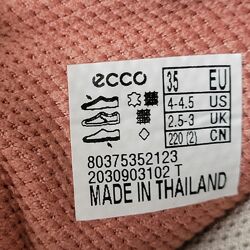 ecco 35 EU
4-4.5 US
2.5-3 UK
220 (2) CN
80375352123
2030903102 T
MADE IN THAILAND